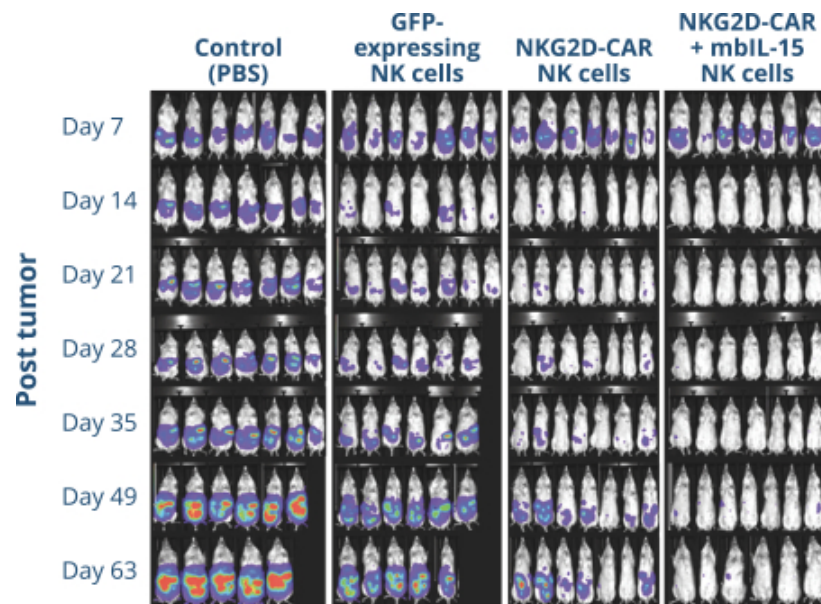 Control
(PBS)
GFP-
expressing
NK cells
NKG2D-CAR
NK cells
NKG2D-CAR
+ mbIL-15
NK cells
Post tumor
Day 7
Day 14
Day 21
Day 28
Day 35
Day 49
Day 63